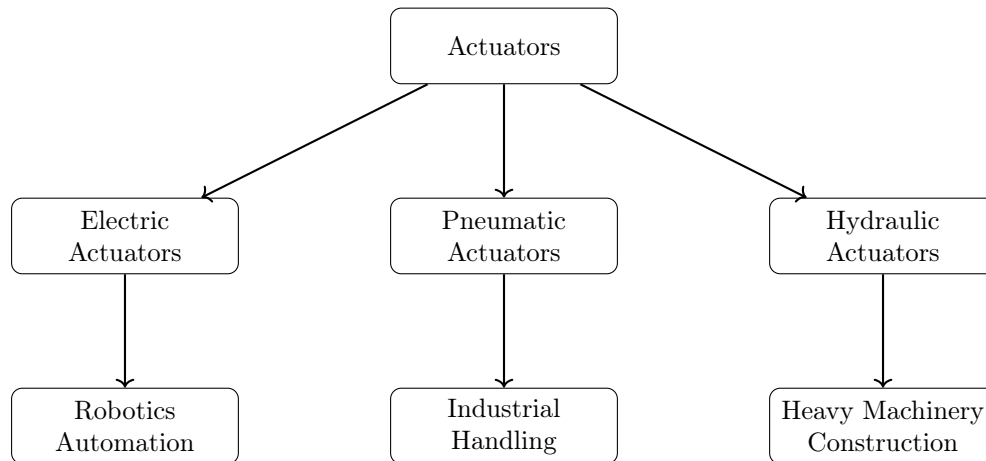 Actuators
Electric
Actuators
Pneumatic
Actuators
Hydraulic
Actuators
Robotics
Automation
Industrial
Handling
Heavy Machinery
Construction